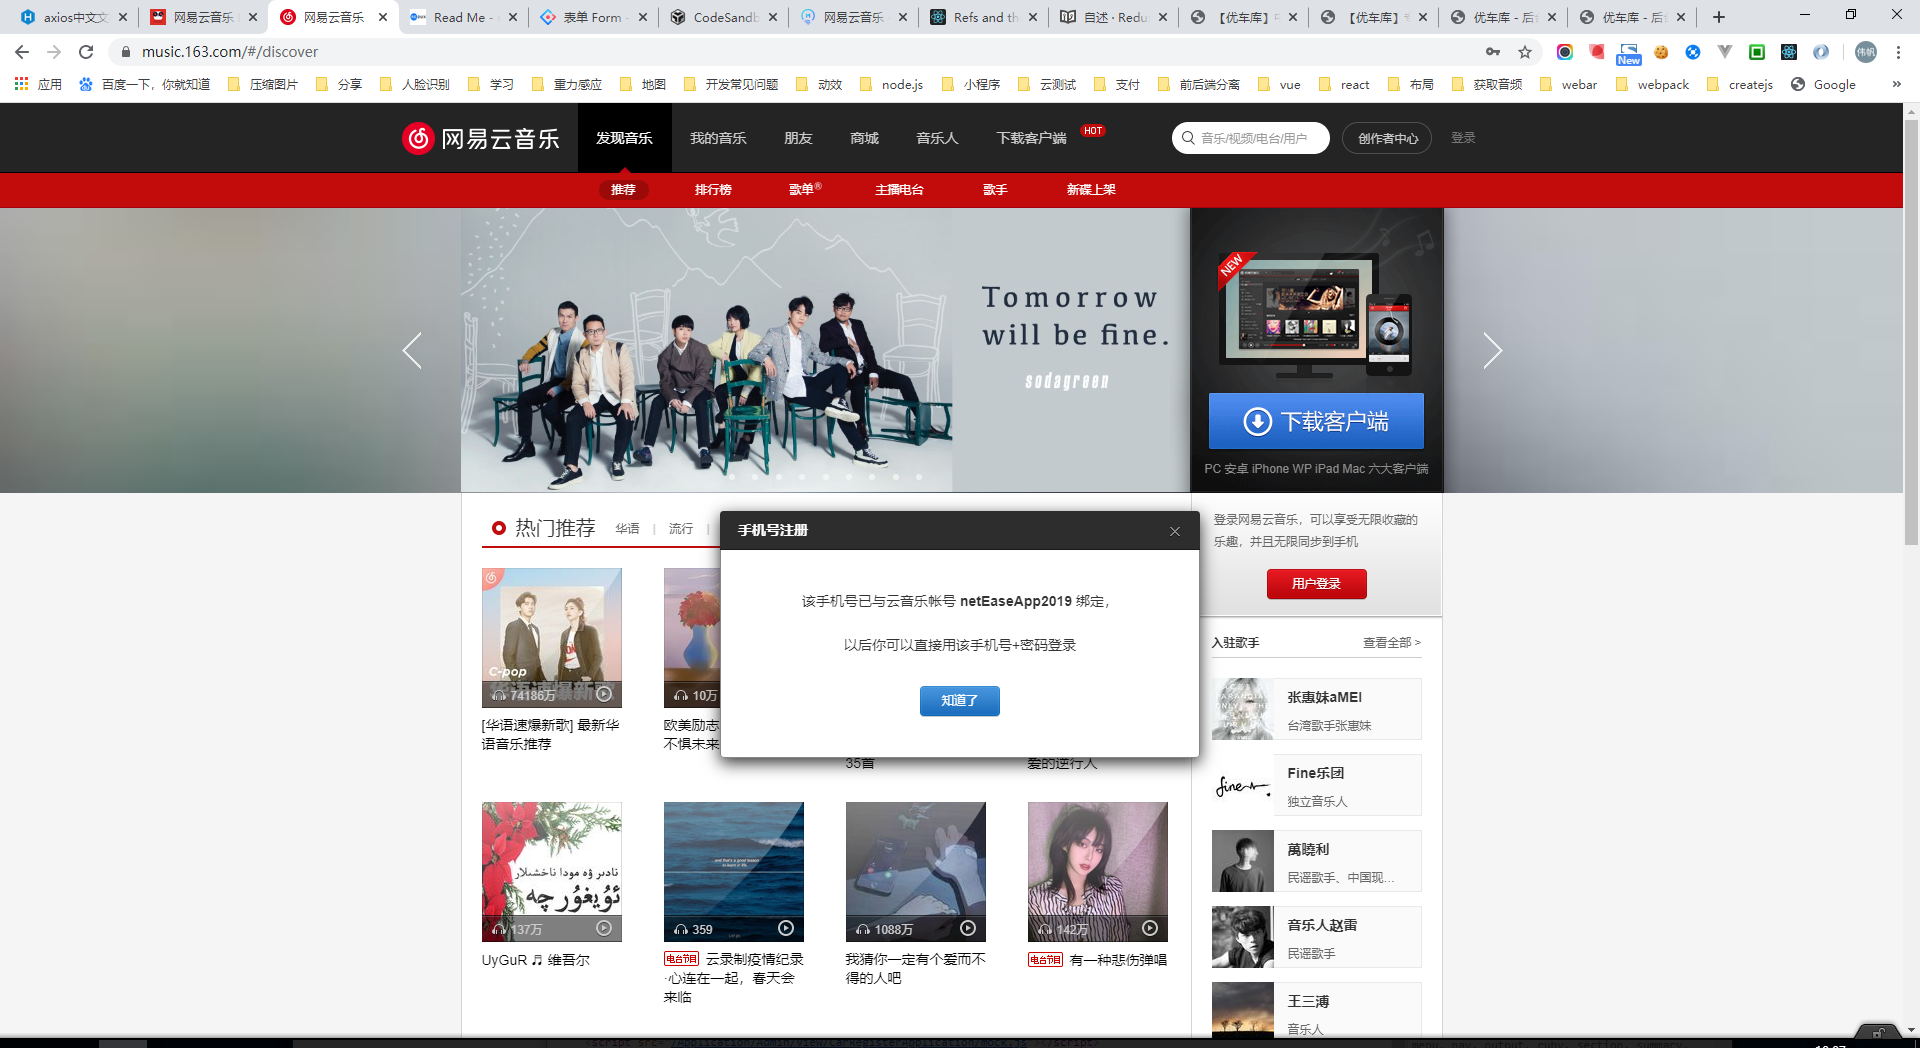 axios中文文
网易云音乐
网易云音乐
Read Me -
表单 Form -
CodeSandb
网易云音乐
Refs and th
自述 · Redu
【优车库】
【优车库】
优车库 - 后
优车库 - 后
music.163.com/#/discover
New
伟帆
应用
百度一下，你就知道
压缩图片
分享
人脸识别
学习
重力感应
地图
开发常见问题
动效
node.js
小程序
云测试
支付
前后端分离
vue
react
布局
获取音频
webar
webpack
createjs
Google
»
网易云音乐
发现音乐
我的音乐
朋友
商城
音乐人
下载客户端
HOT
音乐/视频/电台/用户
创作者中心
登录
推荐
排行榜
歌单®
主播电台
歌手
新碟上架
Tomorrow
will be fine.
sodagreen
NEW
下载客户端
PC 安卓 iPhone WP iPad Mac 六大客户端
热门推荐
华语
流行
手机号注册
该手机号已与云音乐帐号 netEaseApp2019 绑定，
以后你可以直接用该手机号+密码登录
知道了
登录网易云音乐，可以享受无限收藏的
乐趣，并且无限同步到手机
用户登录
C-pop
华语速爆新歌
74186万
10万
[华语速爆新歌] 最新华
语音乐推荐
欧美励志
不惧未来
35首
爱的逆行人
入驻歌手
查看全部 >
张惠妹aMEI
台湾歌手张惠妹
fine
Fine乐团
独立音乐人
萬曉利
民谣歌手、中国现...
音乐人赵雷
民谣歌手
王三溥
音乐人
نادىر ۋە مودا ناخشىلار
ئۇيغۇرچە
137万
359
1088万
142万
UyGuR ♬ 维吾尔
电台节目 云录制疫情纪录
·心连在一起，春天会
来临
我猜你一定有个爱而不
得的人吧
电台节目 有一种悲伤弹唱